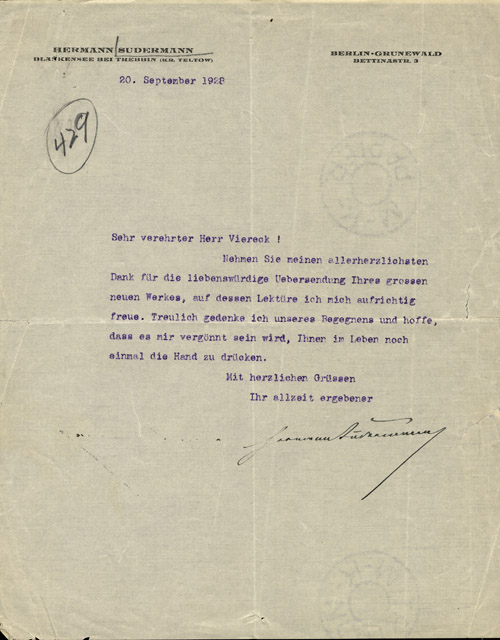 HERMANN SUDERMANN
BLANKENSEE BEI TREBBIN (KR. TELTOW)
BERLIN-GRUNEWALD
BETTINASTR. 3
20. September 1928
429
Sehr verehrter Herr Viereck !
Nehmen Sie meinen allerherzlichsten
Dank für die liebenswürdige Uebersendung Ihres grossen
neuen Werkes, auf dessen Lektüre ich mich aufrichtig
freue. Treulich gedenke ich unseres Begegnens und hoffe,
dass es mir vergönnt sein wird, Ihnen im Leben noch
einmal die Hand zu drücken.
Mit herzlichen Grüssen
Ihr allzeit ergebener
Hermann Sudermann